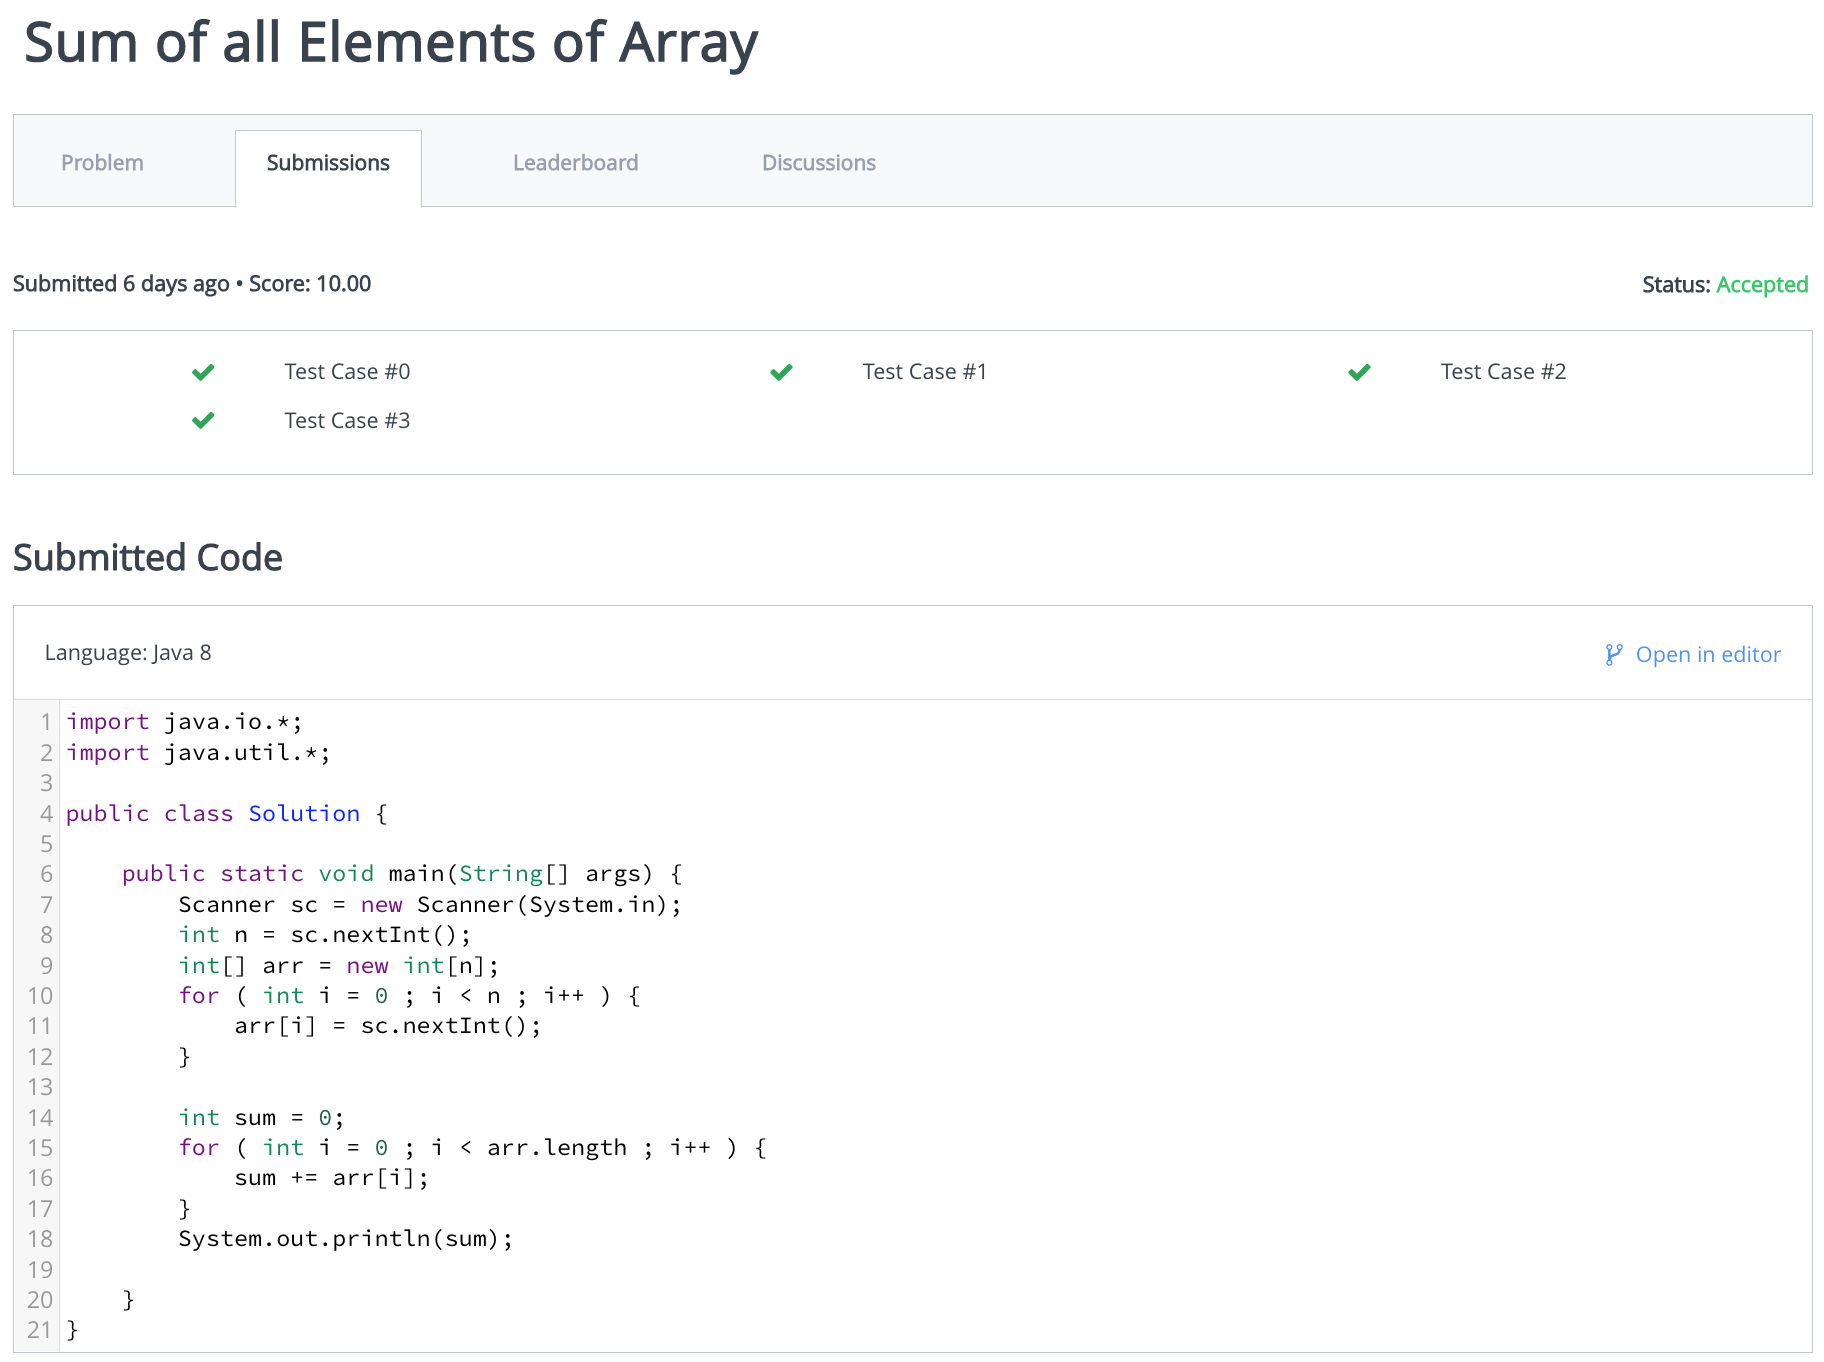 Sum of all Elements of Array
Problem Submissions Leaderboard Discussions
Submitted 6 days ago • Score: 10.00 Status: Accepted
Test Case #0 Test Case #1 Test Case #2
Test Case #3
Submitted Code
Language: Java 8 Open in editor
1 import java.io.*;
2 import java.util.*;
3
4 public class Solution {
5
6     public static void main(String[] args) {
7         Scanner sc = new Scanner(System.in);
8         int n = sc.nextInt();
9         int[] arr = new int[n];
10         for ( int i = 0 ; i < n ; i++ ) {
11             arr[i] = sc.nextInt();
12         }
13
14         int sum = 0;
15         for ( int i = 0 ; i < arr.length ; i++ ) {
16             sum += arr[i];
17         }
18         System.out.println(sum);
19
20     }
21 }